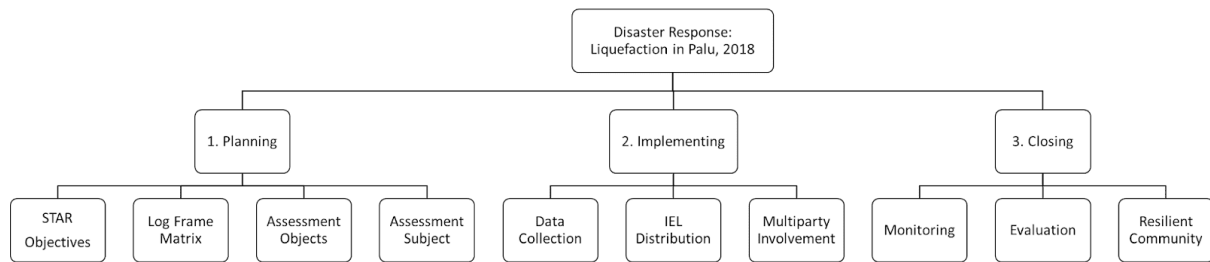 Disaster Response:
Liquefaction in Palu, 2018
1. Planning
2. Implementing
3. Closing
STAR
Objectives
Log Frame
Matrix
Assessment
Objects
Assessment
Subject
Data
Collection
IEL
Distribution
Multiparty
Involvement
Monitoring
Evaluation
Resilient
Community